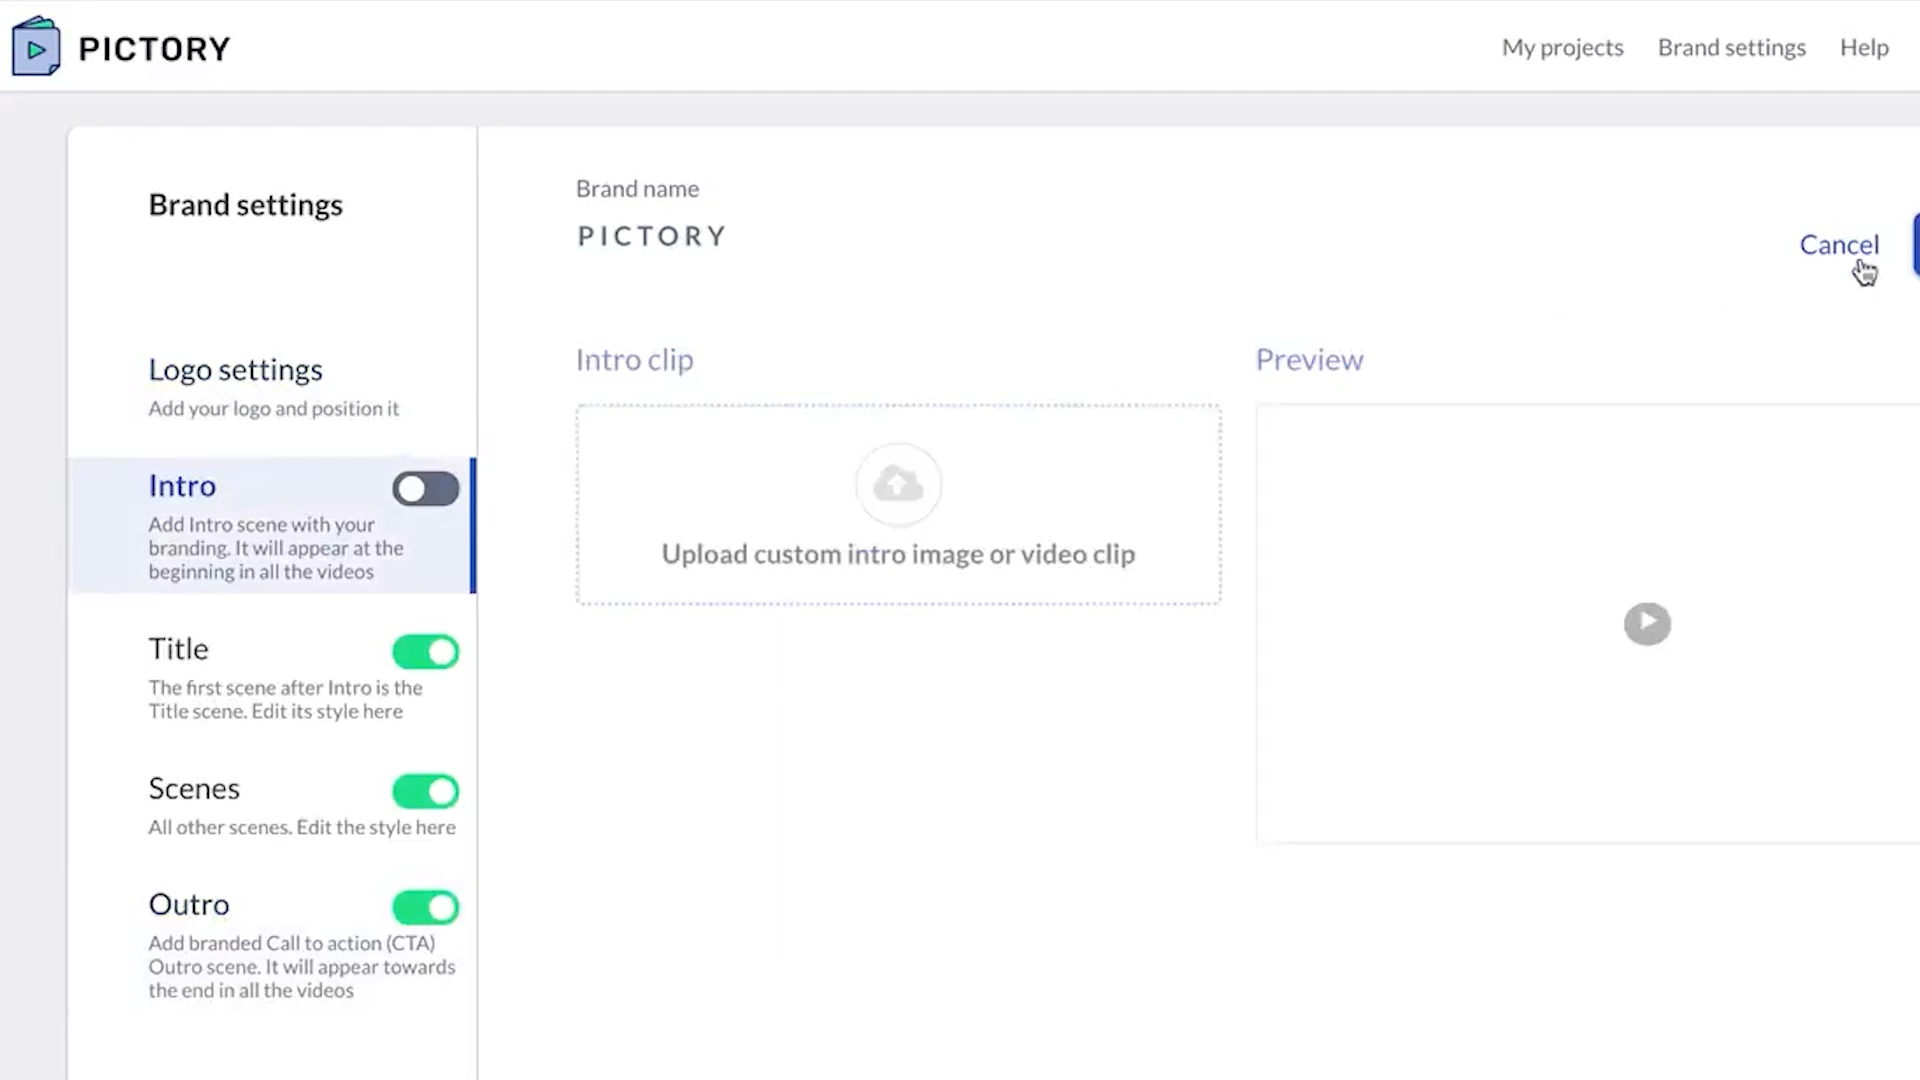 PICTORY
My projects
Brand settings
Help
Brand settings
Brand name
PICTORY
Cancel
Logo settings
Add your logo and position it
Intro
Add Intro scene with your
branding. It will appear at the
beginning in all the videos
Title
The first scene after Intro is the
Title scene. Edit its style here
Scenes
All other scenes. Edit the style here
Outro
Add branded Call to action (CTA)
Outro scene. It will appear towards
the end in all the videos
Intro clip
Upload custom intro image or video clip
Preview